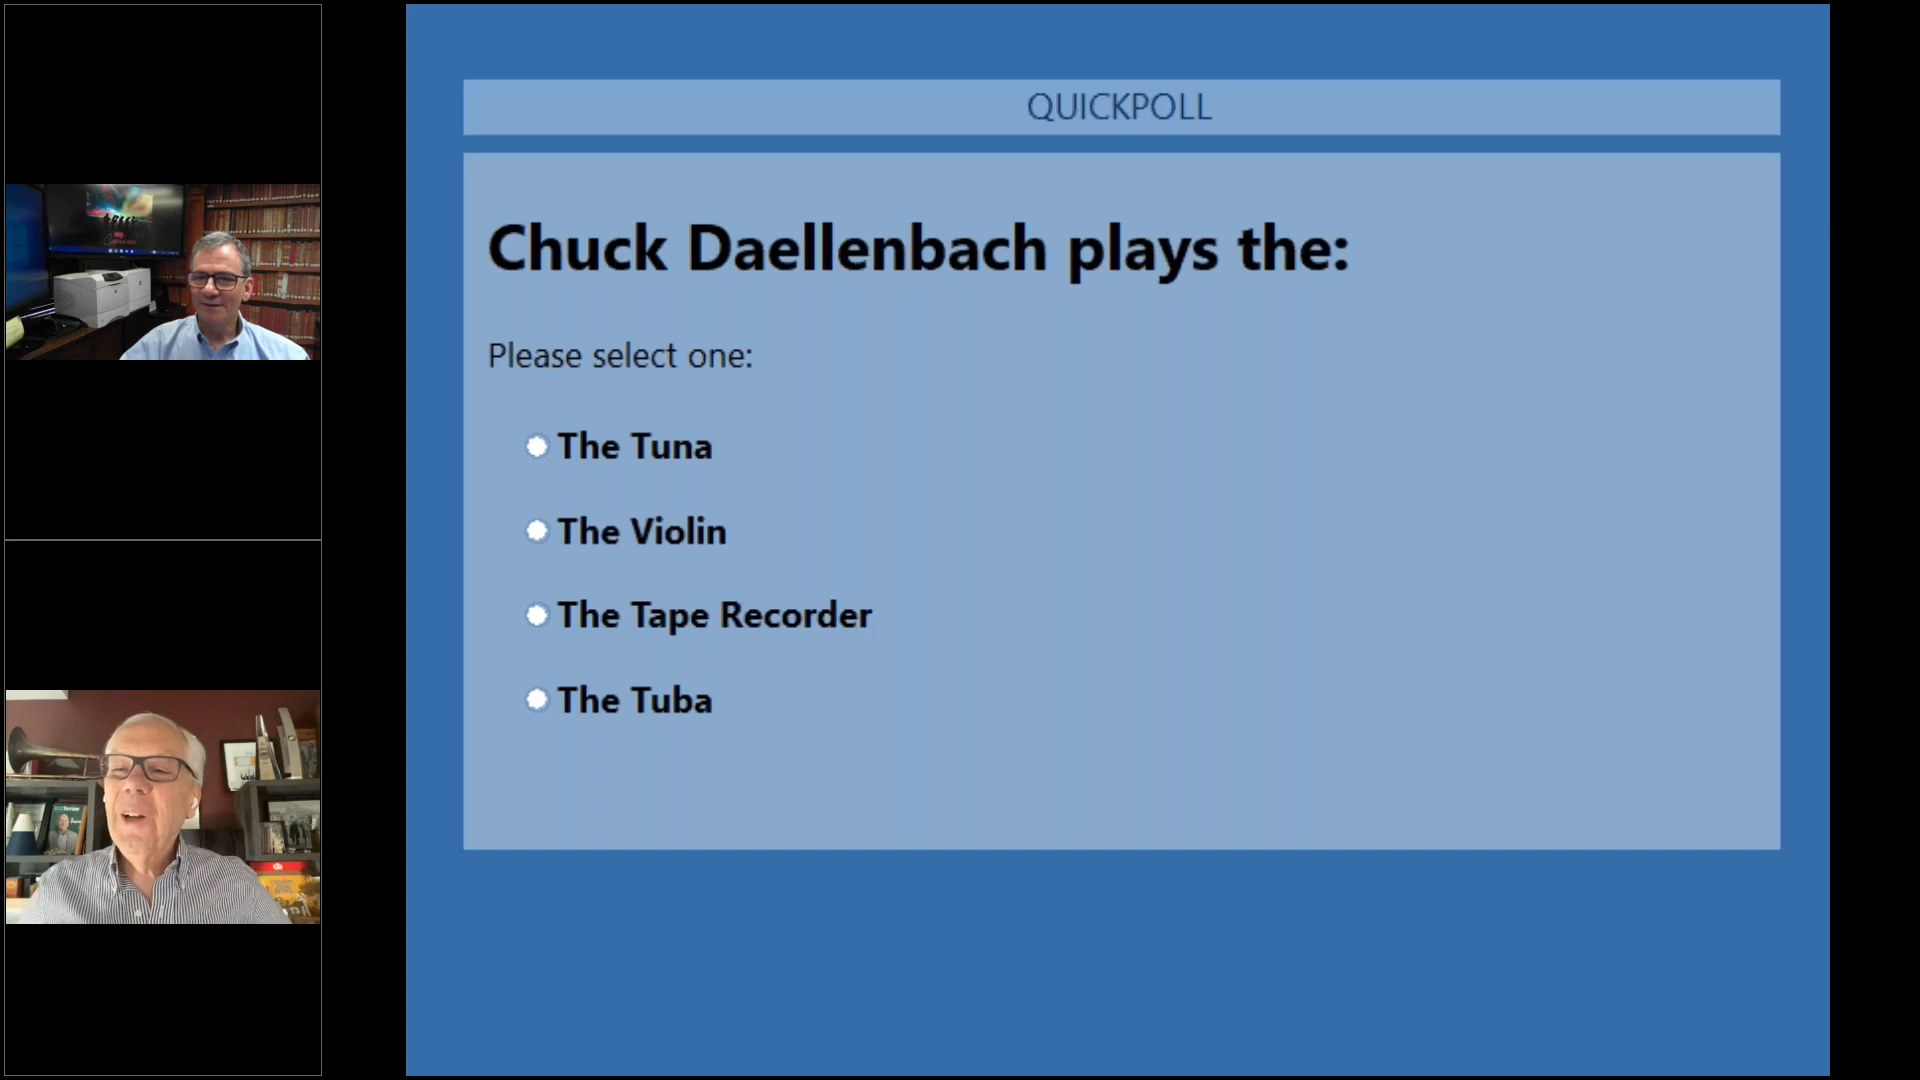 QUICKPOLL
Chuck Daellenbach plays the:
Please select one:
The Tuna
The Violin
The Tape Recorder
The Tuba